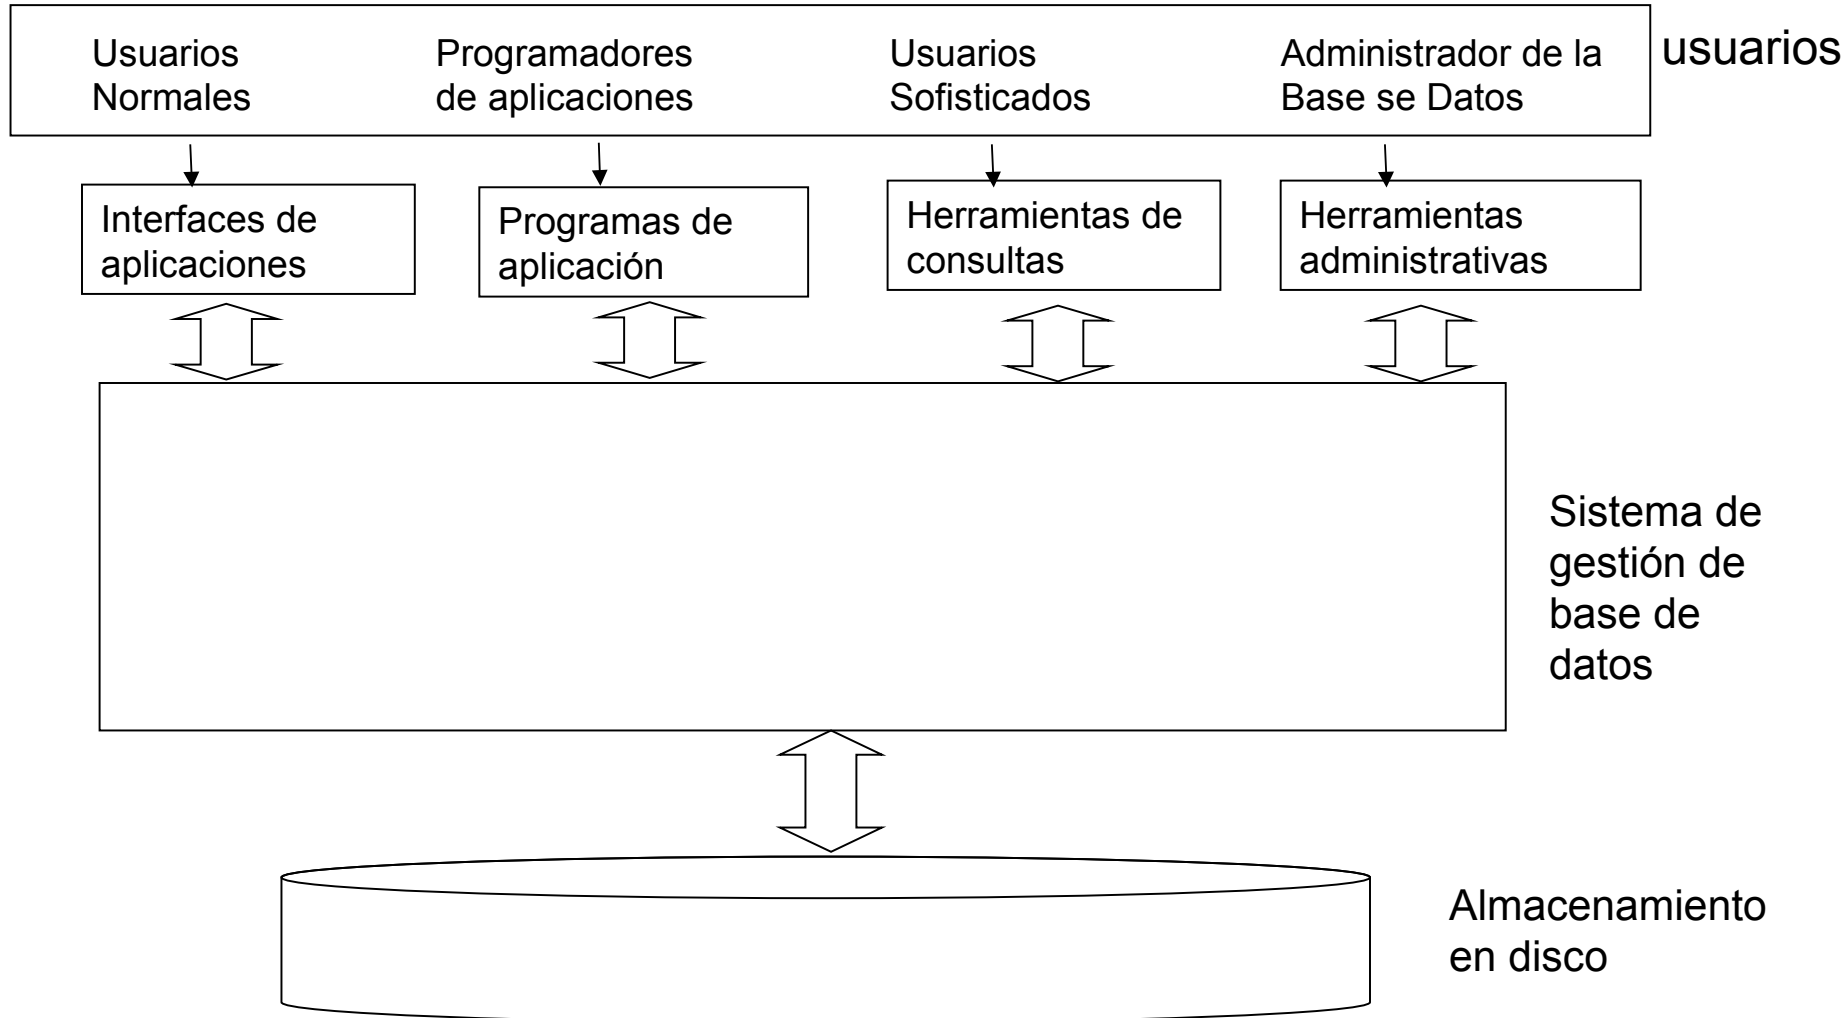 Usuarios
Normales
Programadores
de aplicaciones
Usuarios
Sofisticados
Administrador de la
Base se Datos
usuarios
Interfaces de
aplicaciones
Programas de
aplicación
Herramientas de
consultas
Herramientas
administrativas
Sistema de
gestión de
base de
datos
Almacenamiento
en disco